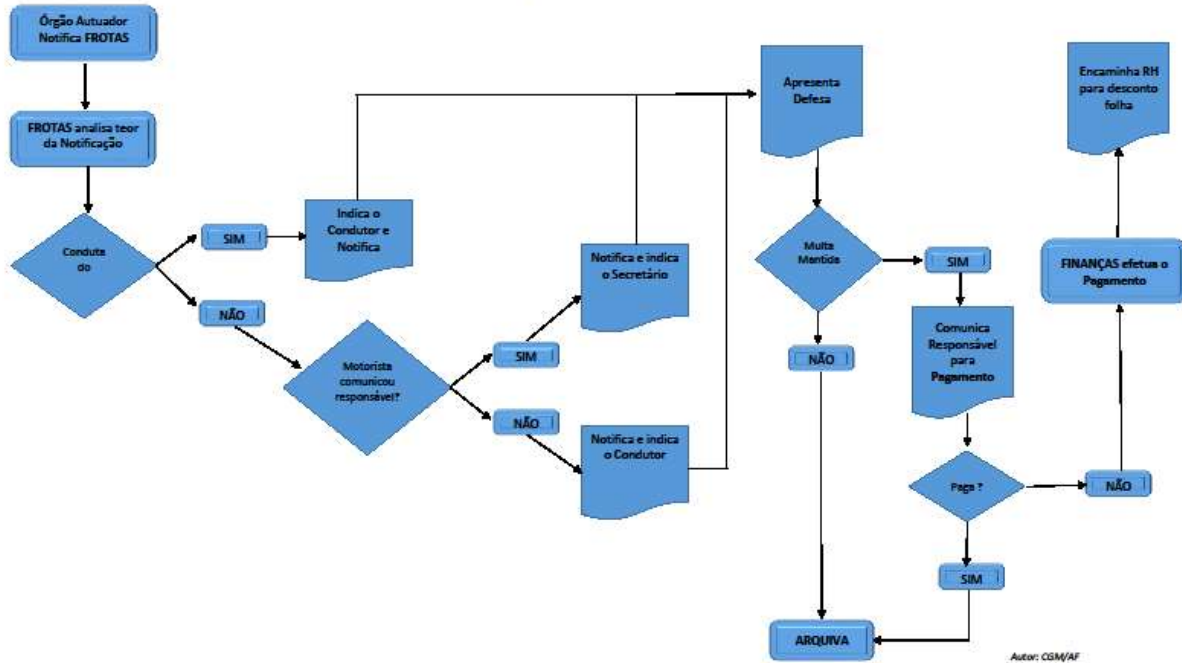 Órgão Autuador
Notifica FROTAS
FROTAS analisa teor
da Notificação
Conduta
do
SIM
Indica o
Condutor e
Notifica
NÃO
Motorista
comunicou
responsável?
SIM
Notifica e indica
o Secretário
NÃO
Notifica e indica
o Condutor
Apresenta
Defesa
Multa
Mantida
NÃO
SIM
Comunica
Responsável
para
Pagamento
Paga ?
NÃO
SIM
ARQUIVA
FINANÇAS efetua o
Pagamento
Encaminha RH
para desconto
folha
Autor: CGM/AF